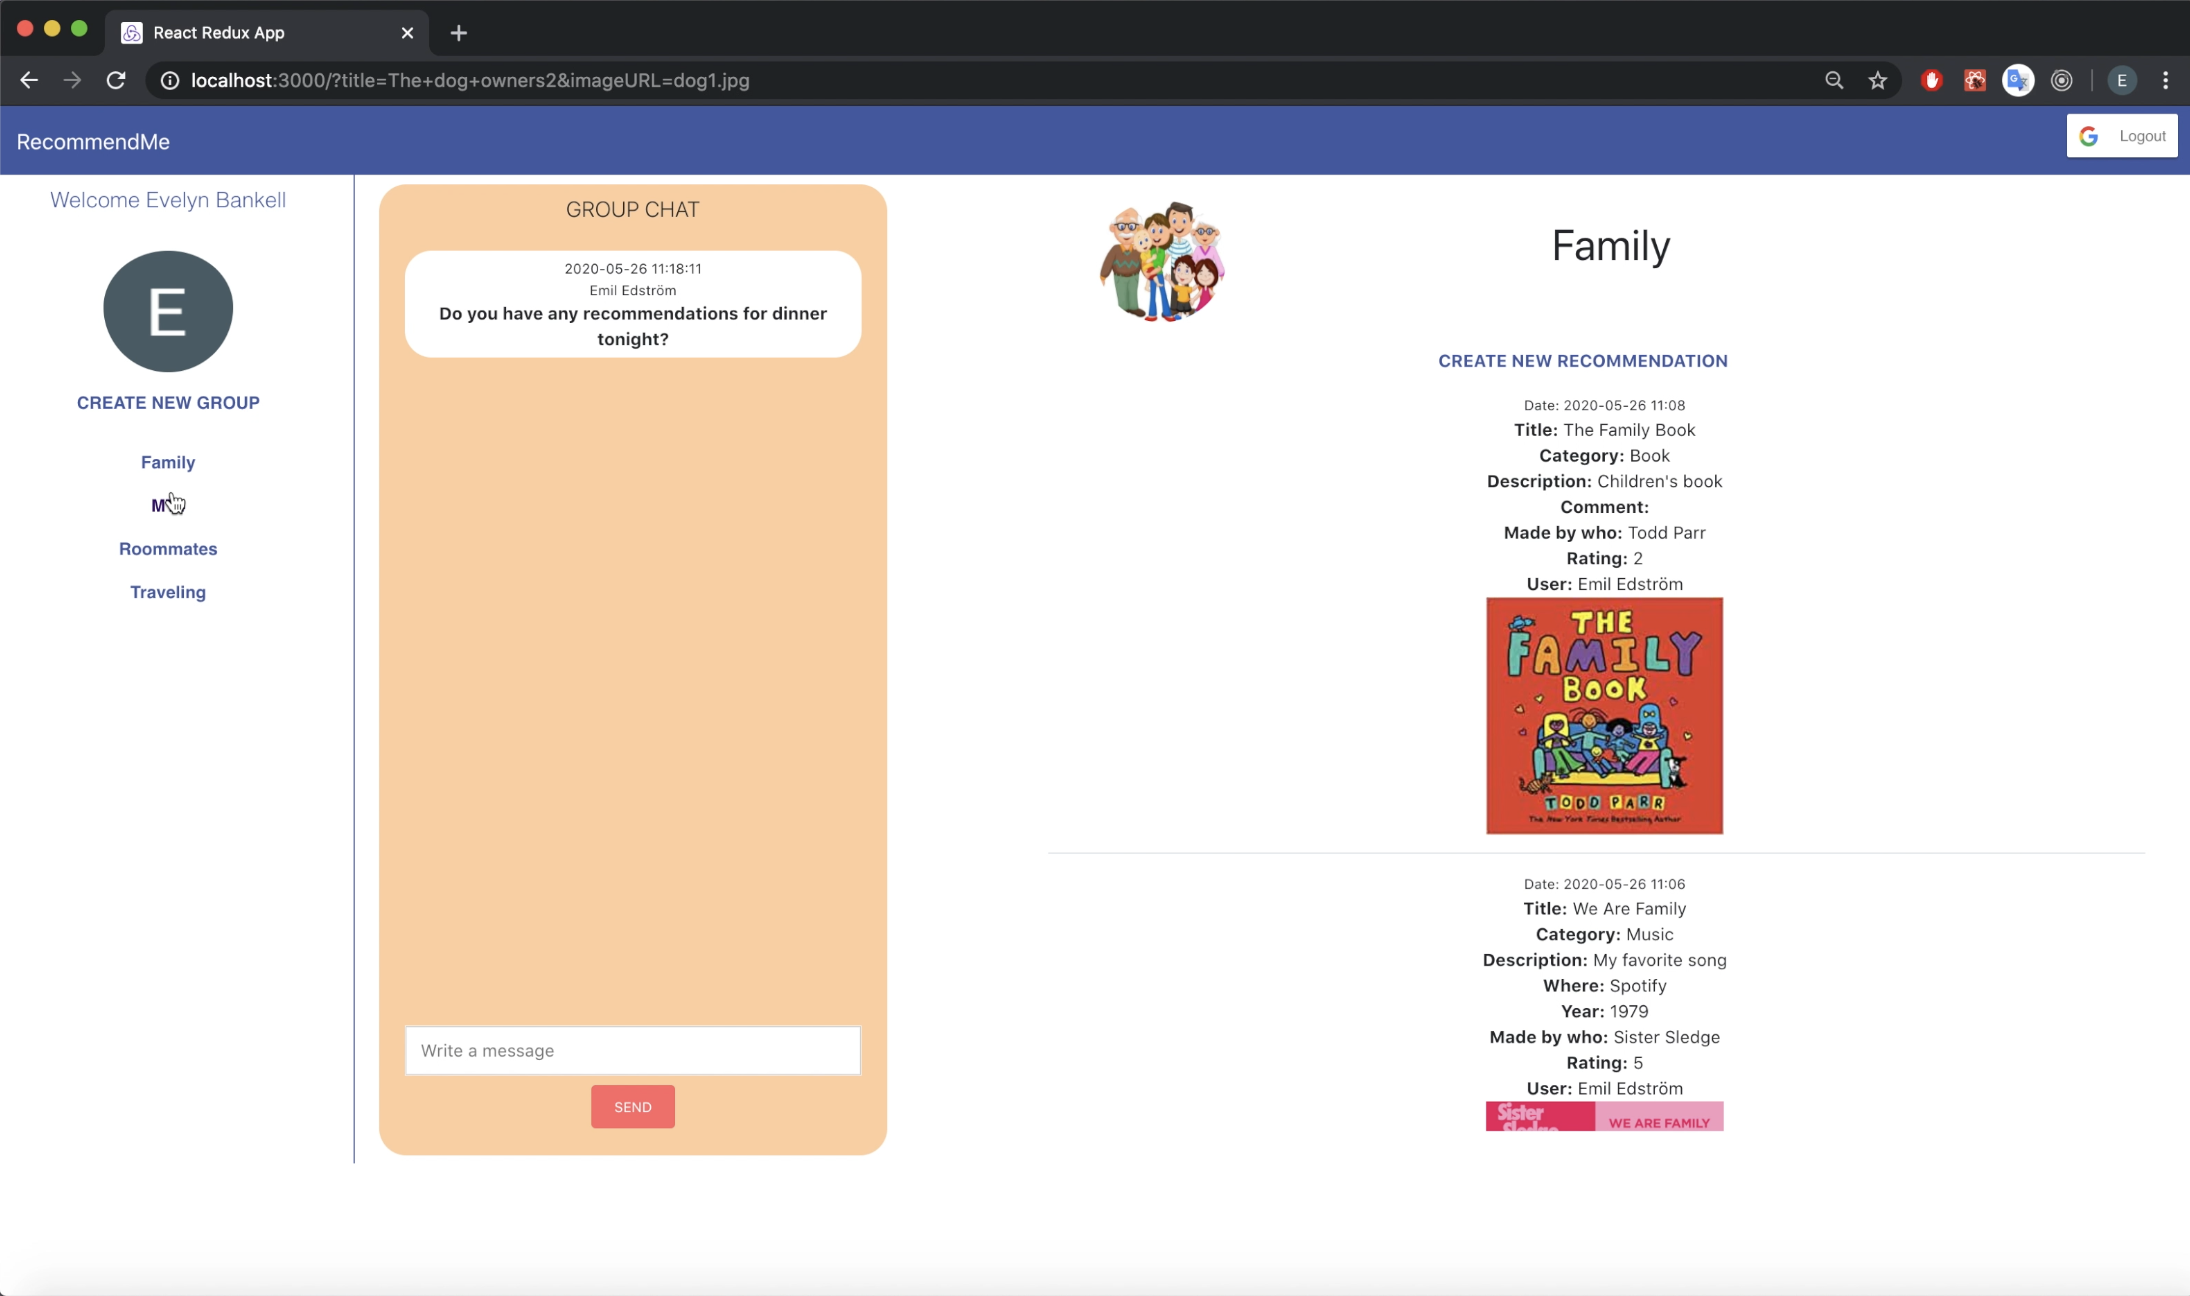 React Redux App
localhost:3000/?title=The+dog+owners2&imageURL=dog1.jpg
E
RecommendMe
Logout
Welcome Evelyn Bankell
E
CREATE NEW GROUP
Family
Roommates
Traveling
GROUP CHAT
2020-05-26 11:18:11
Emil Edström
Do you have any recommendations for dinner
tonight?
Write a message
SEND
Family
CREATE NEW RECOMMENDATION
Date: 2020-05-26 11:08
Title: The Family Book
Category: Book
Description: Children's book
Comment:
Made by who: Todd Parr
Rating: 2
User: Emil Edström
THE
FAMILY
BOOK
TODD PARR
The New York Times Bestselling Author
Date: 2020-05-26 11:06
Title: We Are Family
Category: Music
Description: My favorite song
Where: Spotify
Year: 1979
Made by who: Sister Sledge
Rating: 5
User: Emil Edström
Sister
Sledge
WE ARE FAMILY